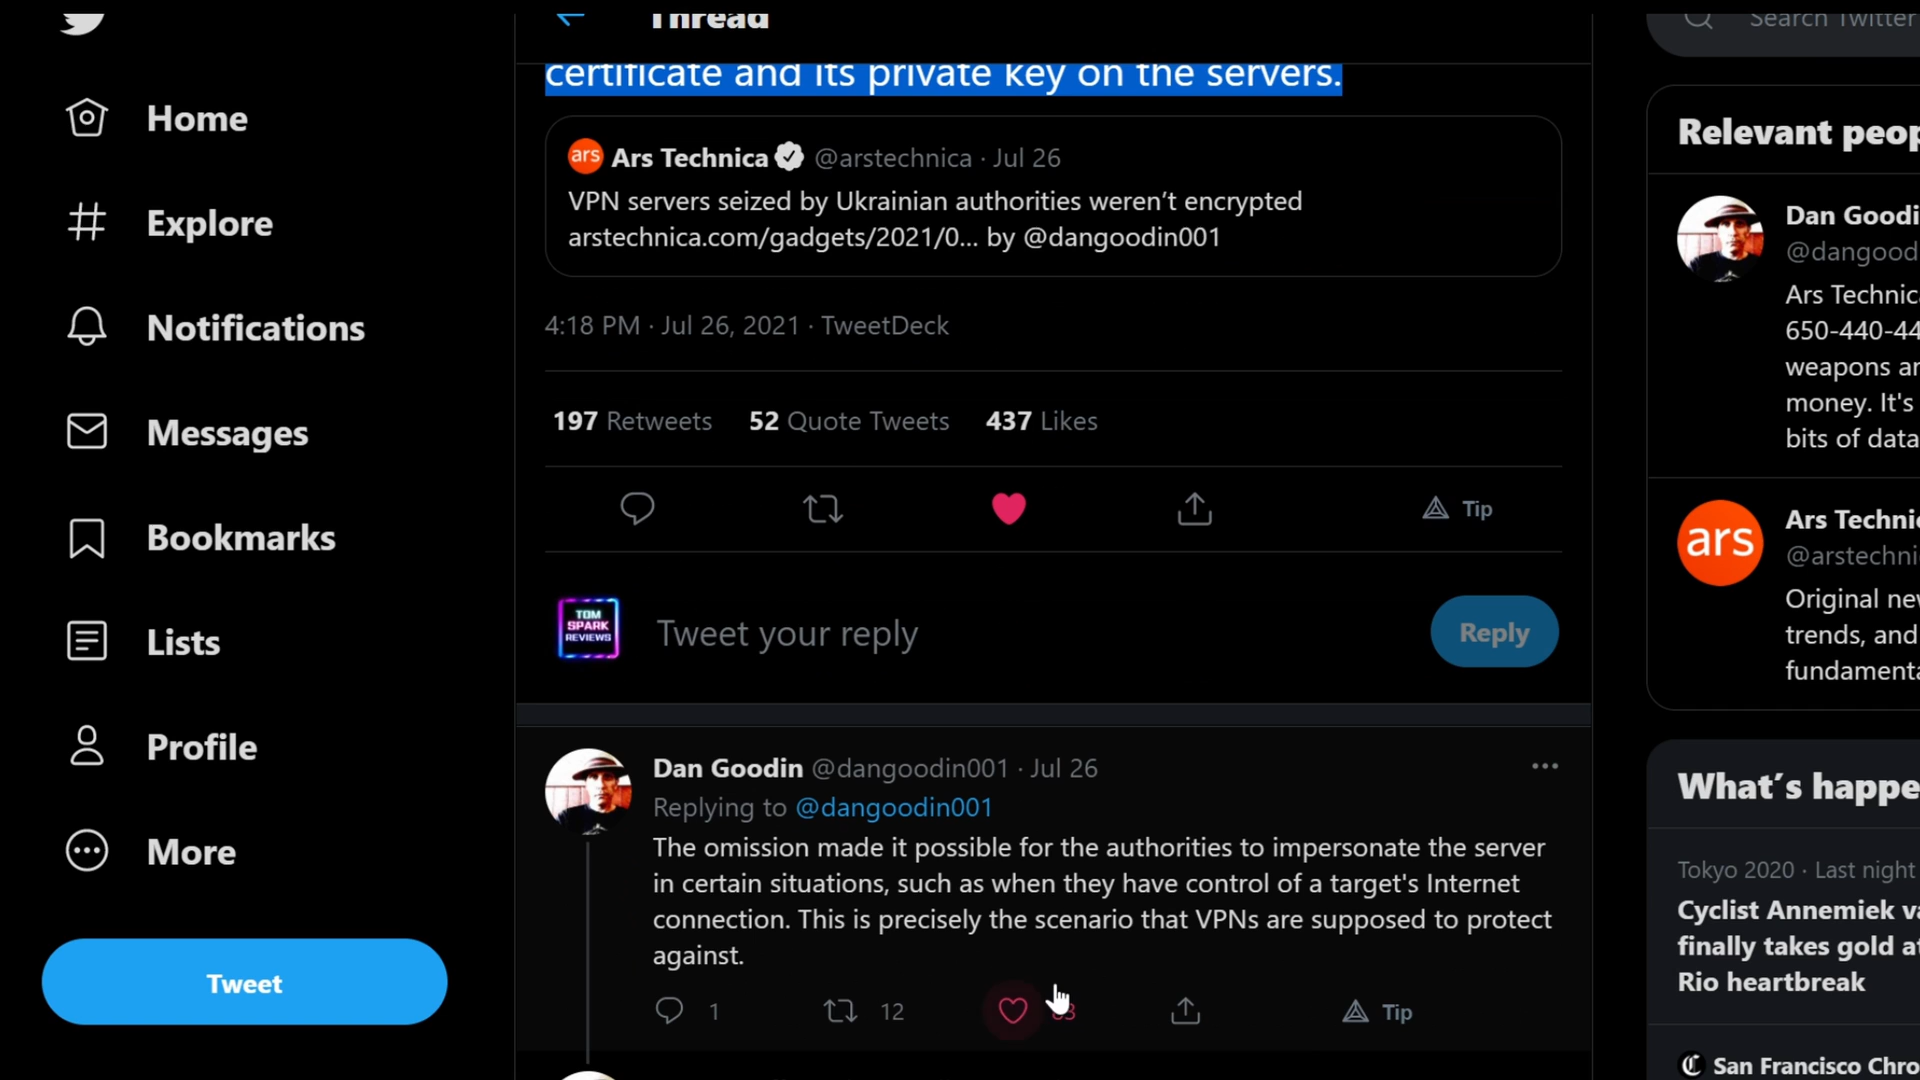 Thread
Search Twitter
certificate and its private key on the servers.
Home
Explore
Notifications
Messages
Bookmarks
Lists
Profile
More
Tweet
ars Ars Technica @arstechnica · Jul 26
VPN servers seized by Ukrainian authorities weren't encrypted
arstechnica.com/gadgets/2021/0... by @dangoodin001
4:18 PM · Jul 26, 2021 · TweetDeck
197 Retweets 52 Quote Tweets 437 Likes
Tip
TOM
SPARK
REVIEWS
Tweet your reply
Reply
Dan Goodin @dangoodin001 · Jul 26
Replying to @dangoodin001
The omission made it possible for the authorities to impersonate the server
in certain situations, such as when they have control of a target's Internet
connection. This is precisely the scenario that VPNs are supposed to protect
against.
1 12 Tip
Relevant peop
Dan Goodi
@dangood
Ars Technic
650-440-44
weapons an
money. It's
bits of data
ars
Ars Techni
@arstechni
Original nev
trends, and
fundamenta
What's happe
Tokyo 2020 · Last night
Cyclist Annemiek va
finally takes gold at
Rio heartbreak
San Francisco Chro